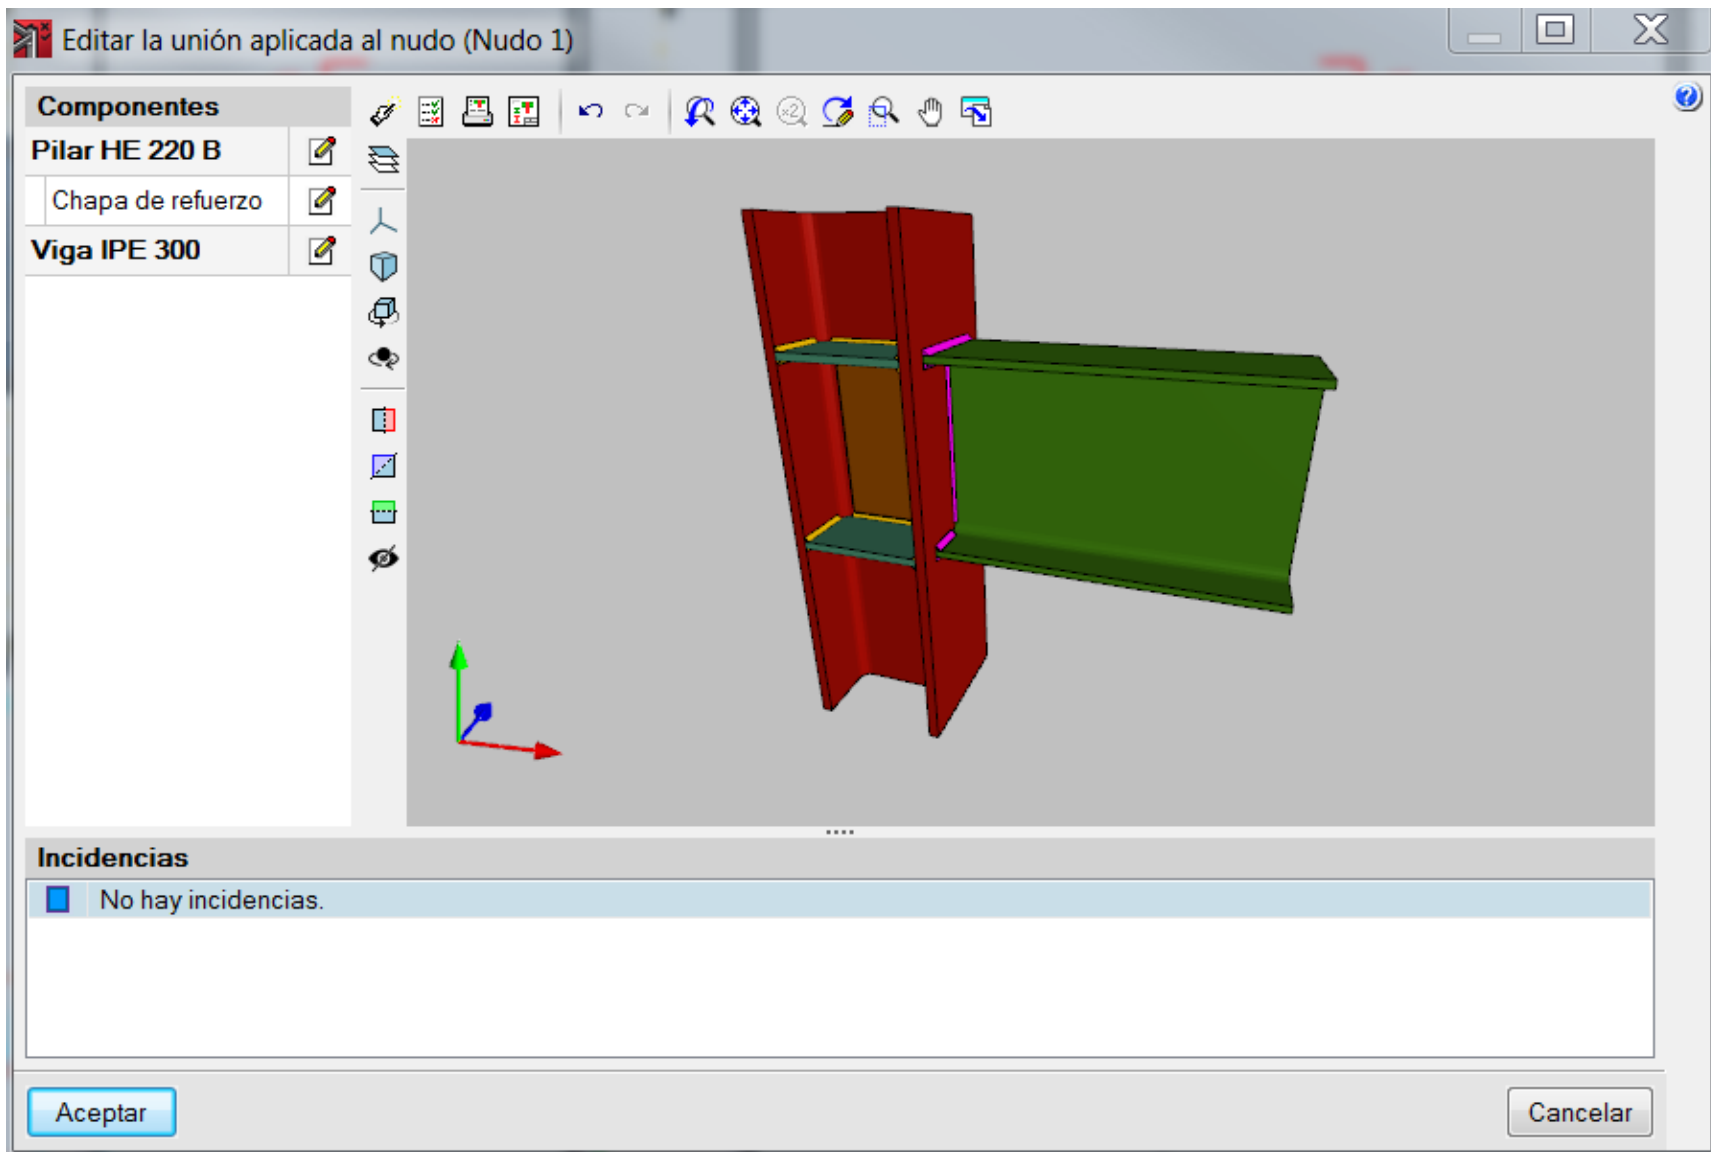 Editar la unión aplicada al nudo (Nudo 1)
Componentes
Pilar HE 220 B
Chapa de refuerzo
Viga IPE 300
Incidencias
No hay incidencias.
Aceptar
Cancelar